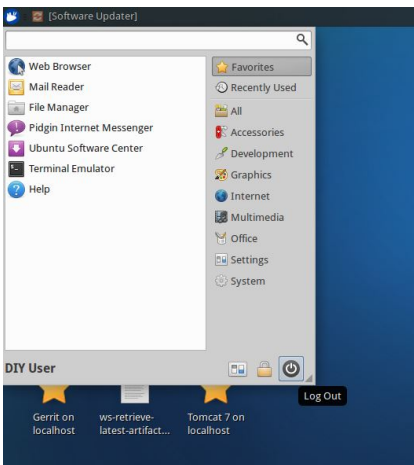 [Software Updater]
Web Browser
Mail Reader
File Manager
Pidgin Internet Messenger
Ubuntu Software Center
Terminal Emulator
Help
Favorites
Recently Used
All
Accessories
Development
Graphics
Internet
Multimedia
Office
Settings
System
DIY User
Log Out
Gerrit on
localhost
ws-retrieve-
latest-artifact...
Tomcat 7 on
localhost